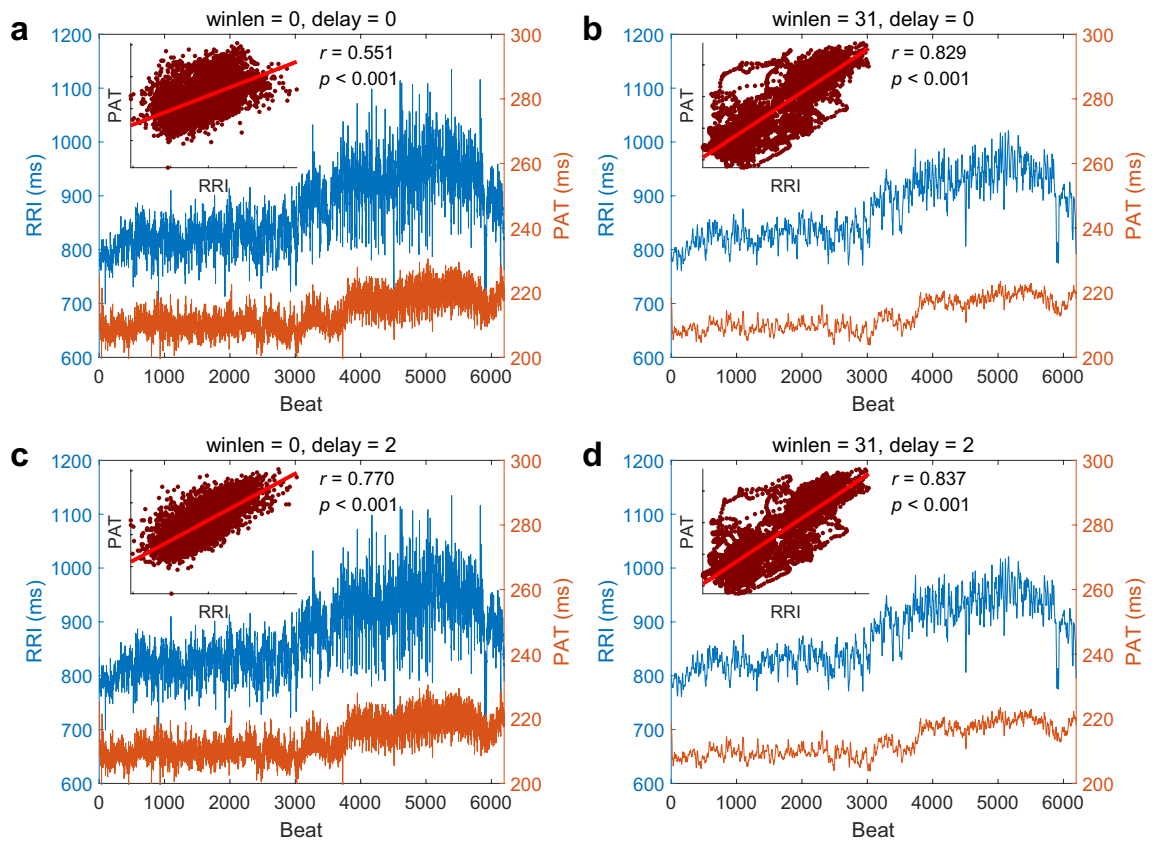 a
winlen = 0, delay = 0
1200
1100
1000
900
800
700
600
RRI (ms)
PAT
RRI
r = 0.551
p < 0.001
300
280
260
240
220
200
PAT (ms)
0 1000 2000 3000 4000 5000 6000
Beat
b
winlen = 31, delay = 0
1200
1100
1000
900
800
700
600
RRI (ms)
PAT
RRI
r = 0.829
p < 0.001
300
280
260
240
220
200
PAT (ms)
0 1000 2000 3000 4000 5000 6000
Beat
c
winlen = 0, delay = 2
1200
1100
1000
900
800
700
600
RRI (ms)
PAT
RRI
r = 0.770
p < 0.001
300
280
260
240
220
200
PAT (ms)
0 1000 2000 3000 4000 5000 6000
Beat
d
winlen = 31, delay = 2
1200
1100
1000
900
800
700
600
RRI (ms)
PAT
RRI
r = 0.837
p < 0.001
300
280
260
240
220
200
PAT (ms)
0 1000 2000 3000 4000 5000 6000
Beat